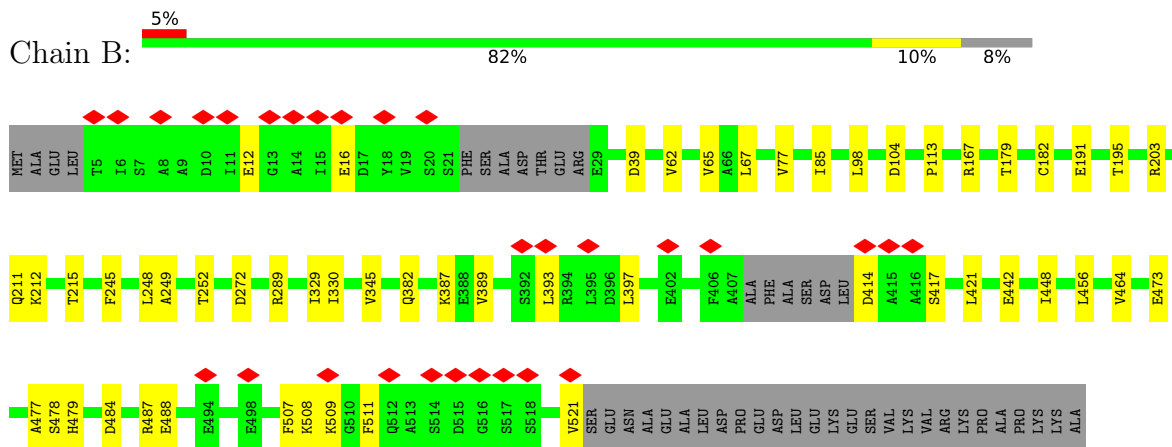 5%
Chain B:
82% 10% 8%
MET ALA GLU LEU T5 I6 S7 A8 A9 D10 I11 E12 G13 A14 I15 E16 D17 Y18 V19 S20 S21 PHE SER ALA ASP THR GLU ARG E29 D39 V62 V65 A66 L67 V77 I85 L98 D104 P113 R167 T179 C182 E191 T195 R203
Q211 K212 T215 F245 L248 A249 T252 D272 R289 I329 I330 V345 Q382 K387 E388 V389 S392 L393 R394 L395 D396 L397 E402 F406 A407 ALA PHE ALA SER ASP LEU D414 A415 A416 S417 L421 E442 I448 L456 V464 E473
A477 S478 H479 D484 R487 E488 E494 E498 F507 K508 K509 G510 F511 Q512 A513 S514 D515 G516 S517 S518 V521 SER GLU ASN ALA GLU ALA LEU ASP PRO GLU ASP LEU GLU LYS GLU SER VAL LYS VAL ARG LYS PRO ALA PRO LYS LYS ALA